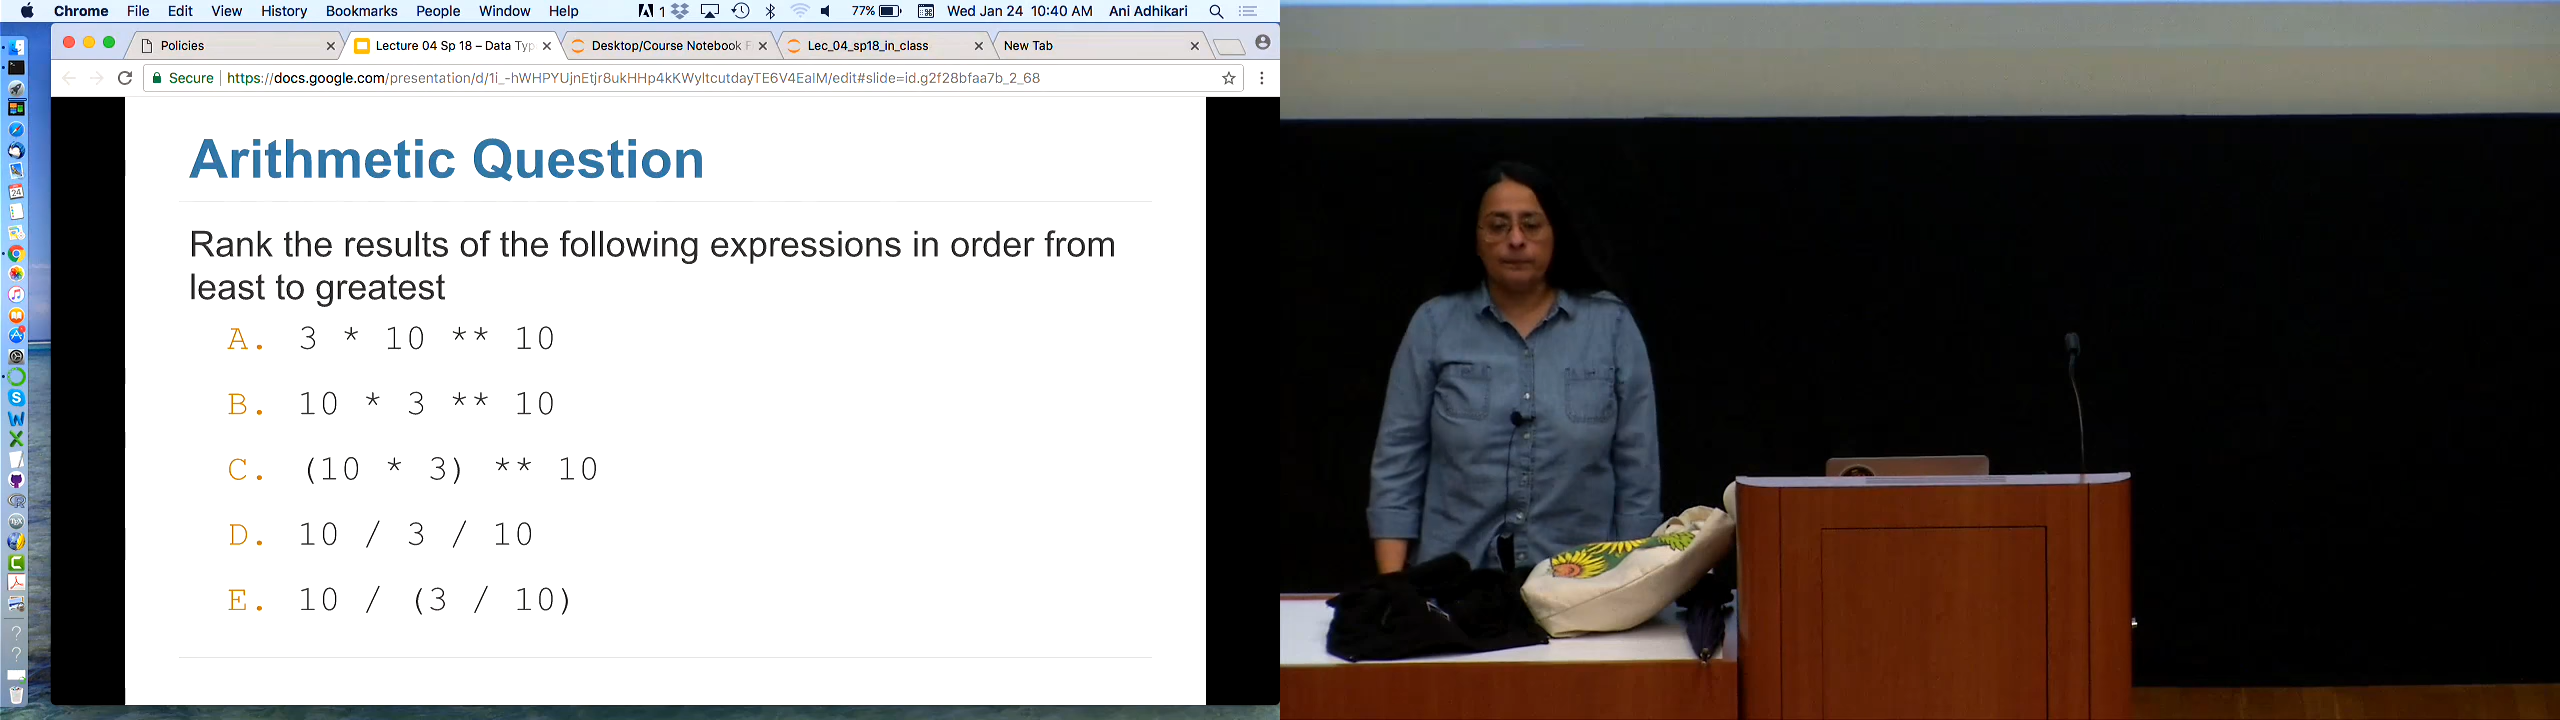 Chrome File Edit View History Bookmarks People Window Help 1 77% Wed Jan 24 10:40 AM Ani Adhikari
Policies Lecture 04 Sp 18 – Data Typ Desktop/Course Notebook F Lec_04_sp18_in_class New Tab
Secure https://docs.google.com/presentation/d/1i_-hWHPYUjnEtjr8ukHHp4kKWyltcutdayTE6V4EaIM/edit#slide=id.g2f28bfaa7b_2_68
Arithmetic Question
Rank the results of the following expressions in order from
least to greatest
A. 3 * 10 ** 10
B. 10 * 3 ** 10
C. (10 * 3) ** 10
D. 10 / 3 / 10
E. 10 / (3 / 10)